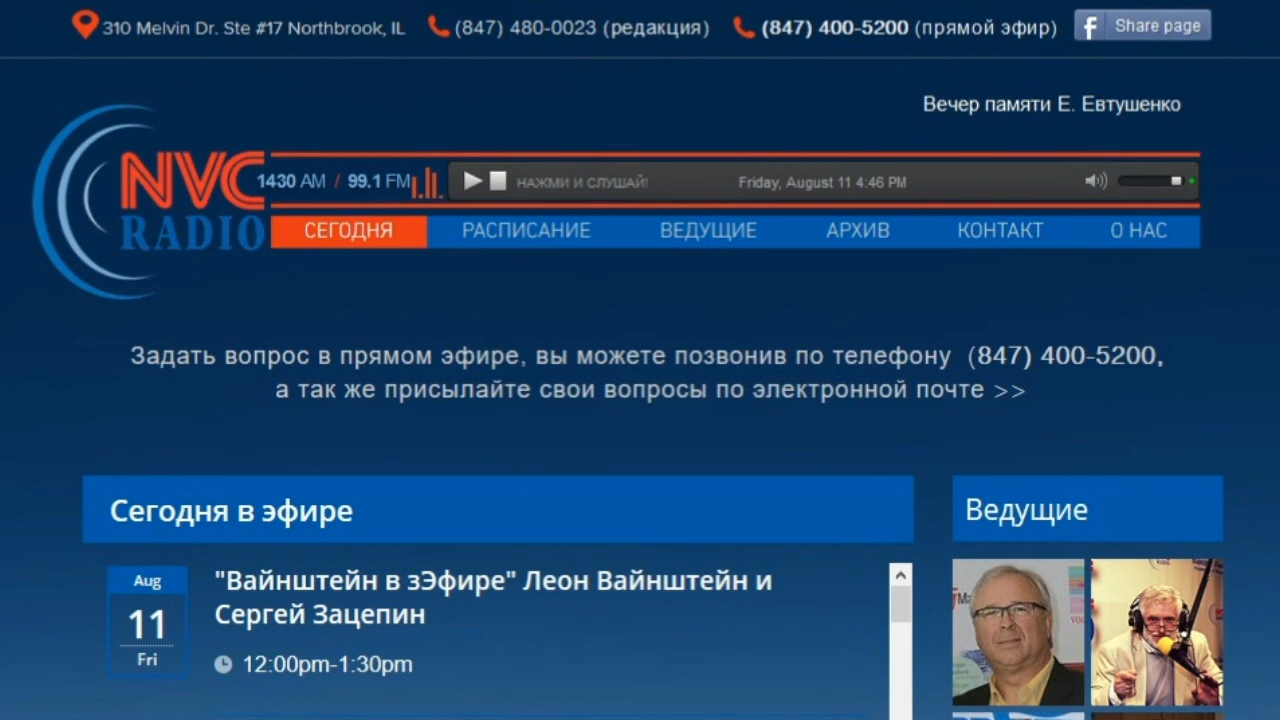 310 Melvin Dr. Ste #17 Northbrook, IL (847) 480-0023 (редакция) (847) 400-5200 (прямой эфир) f Share page
Вечер памяти Е. Евтушенко
NVC
RADIO
1430 AM / 99.1 FM НАЖМИ И СЛУШАЙ! Friday, August 11 4:46 PM
СЕГОДНЯ РАСПИСАНИЕ ВЕДУЩИЕ АРХИВ КОНТАКТ О НАС
Задать вопрос в прямом эфире, вы можете позвонив по телефону (847) 400-5200,
а так же присылайте свои вопросы по электронной почте >>
Сегодня в эфире
Aug
11
Fri
"Вайнштейн в зЭфире" Леон Вайнштейн и
Сергей Зацепин
12:00pm-1:30pm
Ведущие